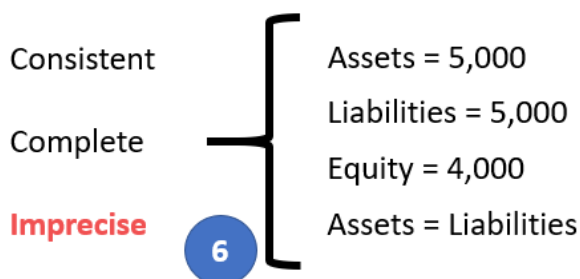 Consistent
Complete
Imprecise
6
Assets = 5,000
Liabilities = 5,000
Equity = 4,000
Assets = Liabilities